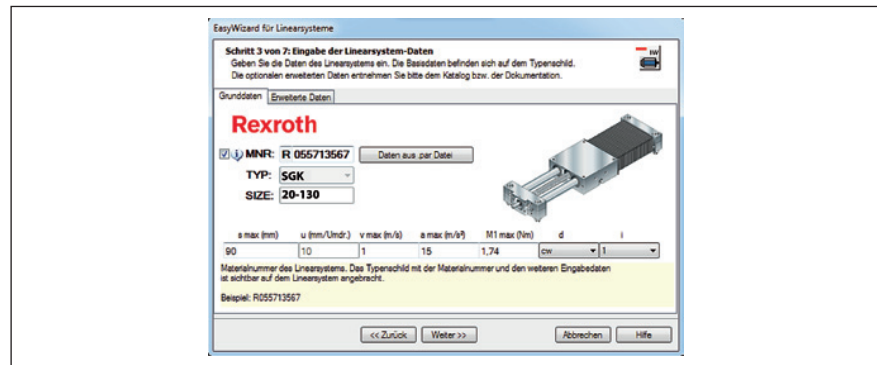 EasyWizard für Linearsysteme
Schritt 3 von 7: Eingabe der Linearsystem-Daten
Geben Sie die Daten des Linearsystems ein. Die Basisdaten befinden sich auf dem Typenschild.
Die optionalen erweiterten Daten entnehmen Sie bitte dem Katalog bzw. der Dokumentation.
IW
Grunddaten Erweiterte Daten
Rexroth
MNR: R 055713567 Daten aus .par Datei
TYP: SGK
SIZE: 20-130
s max (mm) u (mm/Umdr.) v max (m/s) a max (m/s²) M1 max (Nm) d i
90 10 1 15 1,74 cw 1
Materialnummer des Linearsystems. Das Typenschild mit der Materialnummer und den weiteren Eingabedaten
ist sichtbar auf dem Linearsystem angebracht.
Beispiel: R055713567
<< Zurück Weiter >> Abbrechen Hilfe